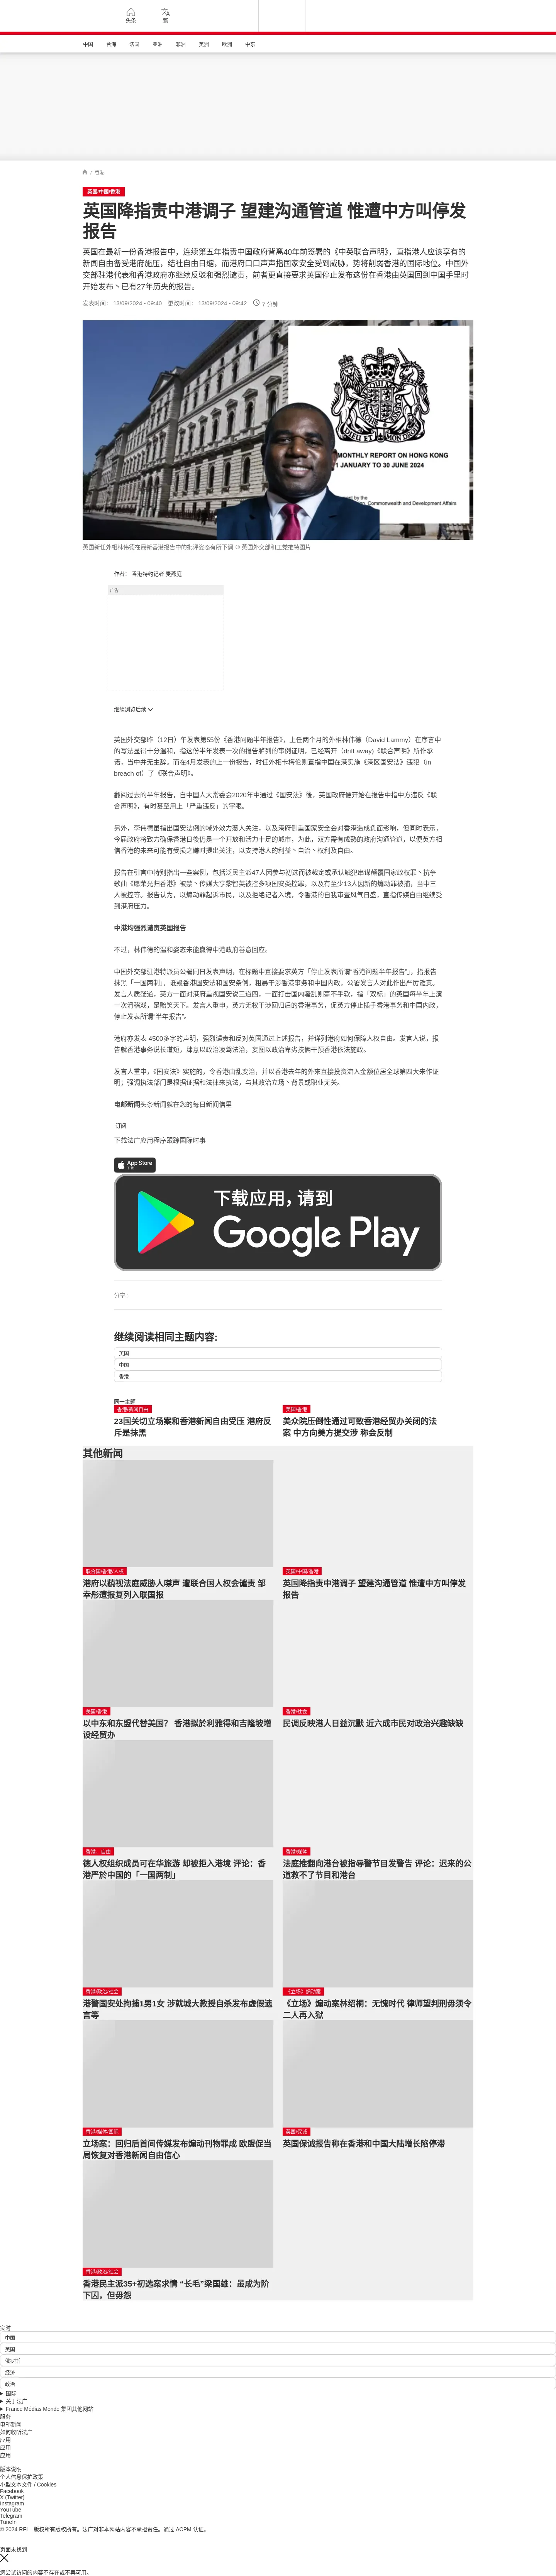 头条
繁
中国
台海
法国
亚洲
非洲
美洲
欧洲
中东
/ 香港
英国/中国/香港
英国降指责中港调子 望建沟通管道 惟遭中方叫停发
报告
英国在最新一份香港报告中，连续第五年指责中国政府背离40年前签署的《中英联合声明》，直指港人应该享有的
新闻自由备受港府施压，结社自由日缩，而港府口口声声指国家安全受到威胁，势将削弱香港的国际地位。中国外
交部驻港代表和香港政府亦继续反驳和强烈谴责，前者更直接要求英国停止发布这份在香港由英国回到中国手里时
开始发布丶已有27年历央的报告。
发表时间： 13/09/2024 - 09:40 更改时间： 13/09/2024 - 09:42 7 分钟
MONTHLY REPORT ON HONG KONG
1 JANUARY TO 30 JUNE 2024
Commonwealth and Development Affairs
英国新任外相林伟德在最新香港报告中的批评姿态有所下调 © 英国外交部和工党推特图片
作者： 香港特约记者 麦燕庭
广告
继续浏览后续
英国外交部昨（12日）午发表第55份《香港问题半年报告》，上任两个月的外相林伟德（David Lammy）在序言中
的写法显得十分温和，指这份半年发表一次的报告胪列的事例证明，已经离开（drift away）《联合声明》所作承
诺，当中并无主辞。而在4月发表的上一份报告，时任外相卡梅伦则直指中国在港实施《港区国安法》违犯（in
breach of）了《联合声明》。
翻阅过去的半年报告，自中国人大常委会2020年中通过《国安法》後，英国政府便开始在报告中指中方违反《联
合声明》，有时甚至用上「严重违反」的字眼。
另外，李伟德虽指出国安法例的域外效力惹人关注，以及港府侧重国家安全会对香港造成负面影响，但同时表示，
今届政府将致力确保香港日後仍是一个开放和活力十足的城市，为此，双方需有成熟的政府沟通管道，以便英方相
信香港的未来可能有受损之嫌时提出关注，以支持港人的利益丶自治丶权利及自由。
报告在引言中特别指出一些案例，包括泛民主派47人因参与初选而被裁定或承认触犯串谋颠覆国家政权罪丶抗争
歌曲《愿荣光归香港》被禁丶传媒大亨黎智英被控多项国安类控罪，以及有至少13人因新的煽动罪被捕，当中三
人被控等。报告认为，以煽动罪起诉市民，以及拒绝记者入境，令香港的自我审查风气日盛，直指传媒自由继续受
到港府压力。
中港均强烈谴责英国报告
不过，林伟德的温和姿态未能赢得中港政府善意回应。
中国外交部驻港特派员公署同日发表声明，在标题中直接要求英方「停止发表所谓“香港问题半年报告”」，指报告
抹黑「一国两制」，诋毁香港国安法和国安条例，粗暴干涉香港事务和中国内政，公署发言人对此作出严厉谴责。
发言人质疑道，英方一面对港府重视国安说三道四，一面打击国内骚乱则毫不手软，指「双标」的英国每半年上演
一次滑稽戏，是贻笑天下。发言人重申，英方无权干涉回归后的香港事务，促英方停止插手香港事务和中国内政，
停止发表所谓“半年报告”。
港府亦发表 4500多字的声明，强烈谴责和反对英国通过上述报告，并详列港府如何保障人权自由。发言人说，报
告就香港事务说长道短，肆意以政治凌骂法治，妄图以政治卑劣技俩干预香港依法施政。
发言人重申，《国安法》实施的，令香港由乱变治，并以香港去年的外来直接投资流入金额位居全球第四大来作证
明；强调执法部门是根据证据和法律来执法，与其政治立场丶背景或职业无关。
电邮新闻头条新闻就在您的每日新闻信里
订阅
下载法广应用程序跟踪国际时事
App Store
下载
下载应用，请到
Google Play
分享 :
继续阅读相同主题内容:
英国
中国
香港
同一主题
香港/新闻自由
23国关切立场案和香港新闻自由受压 港府反
斥是抹黑
美国/香港
美众院压倒性通过可致香港经贸办关闭的法
案 中方向美方提交涉 称会反制
其他新闻
联合国/香港/人权
港府以藐视法庭威胁人噤声 遭联合国人权会谴责 邹
幸彤遭报复列入联国报
英国/中国/香港
英国降指责中港调子 望建沟通管道 惟遭中方叫停发
报告
美国/香港
以中东和东盟代替美国？ 香港拟於利雅得和吉隆坡增
设经贸办
香港/社会
民调反映港人日益沉默 近六成市民对政治兴趣缺缺
香港，自由
德人权组织成员可在华旅游 却被拒入港境 评论：香
港严於中国的「一国两制」
香港/媒体
法庭推翻向港台被指辱警节目发警告 评论：迟来的公
道救不了节目和港台
香港/政治/社会
港警国安处拘捕1男1女 涉就城大教授自杀发布虚假遗
言等
《立场》煽动案
《立场》煽动案林绍桐：无愧时代 律师望判刑毋须令
二人再入狱
香港/媒体/国际
立场案：回归后首间传媒发布煽动刊物罪成 欧盟促当
局恢复对香港新闻自由信心
英国/保诚
英国保诚报告称在香港和中国大陆增长陷停滞
香港/政治/社会
香港民主派35+初选案求情 “长毛”梁国雄：虽成为阶
下囚，但毋怨
实时
中国
美国
俄罗斯
经济
政治
国际
关于法广
France Médias Monde 集团其他网站
服务
电邮新闻
如何收听法广
应用
应用
应用
版本说明
个人信息保护政策
小型文本文件 / Cookies
Facebook
X (Twitter)
Instagram
YouTube
Telegram
TuneIn
© 2024 RFI – 版权所有版权所有。法广对非本网站内容不承担责任。通过 ACPM 认证。
页面未找到
您尝试访问的内容不存在或不再可用。